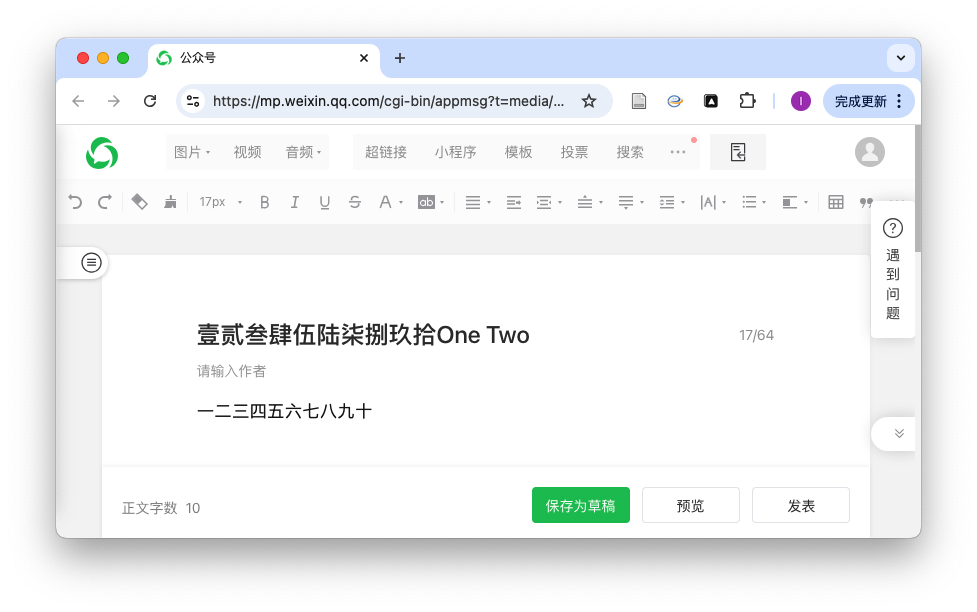 公众号
https://mp.weixin.qq.com/cgi-bin/appmsg?t=media/...
完成更新
图片 视频 音频 超链接 小程序 模板 投票 搜索
17px B I U S A ab |A|
遇到问题
壹贰叁肆伍陆柒捌玖拾One Two
17/64
请输入作者
一二三四五六七八九十
正文字数 10
保存为草稿 预览 发表